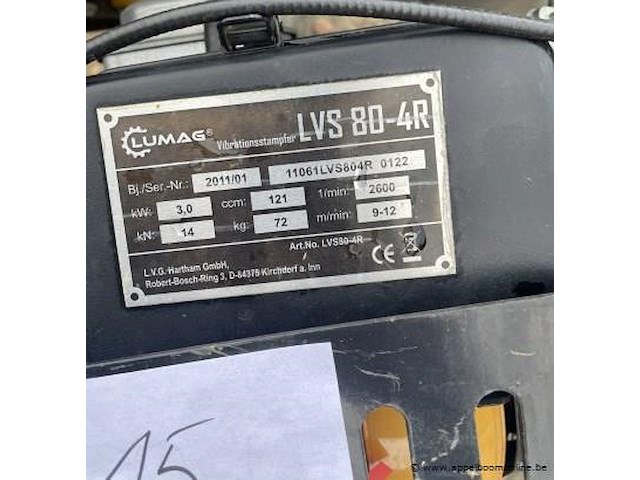 LUMAG® Vibrationsstampfer LVS 80-4R
Bj./Ser.-Nr.: 2011/01 11061LVS804R 0122
kW: 3,0 ccm: 121 1/min: 2600
kN: 14 kg: 72 m/min: 9-12
Art.No. LVS80-4R
L.V.G. Hartham GmbH,
Robert-Bosch-Ring 3, D-84375 Kirchdorf a. Inn
CE
15
© www.appelboomonline.be